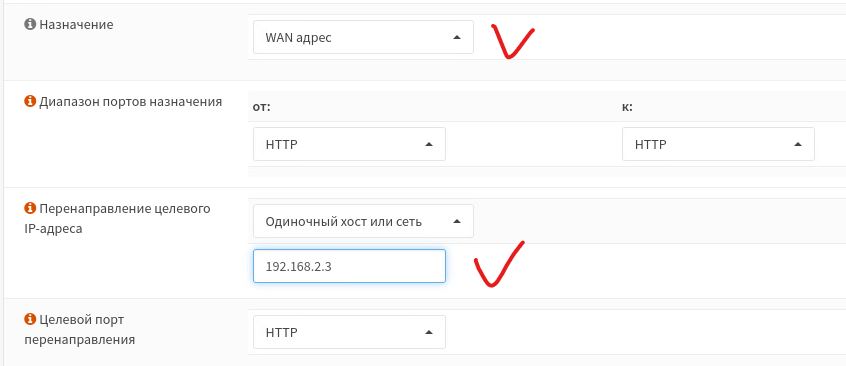 Назначение
WAN адрес
Диапазон портов назначения
от:
к:
HTTP
HTTP
Перенаправление целевого
IP-адреса
Одиночный хост или сеть
192.168.2.3
Целевой порт
перенаправления
HTTP